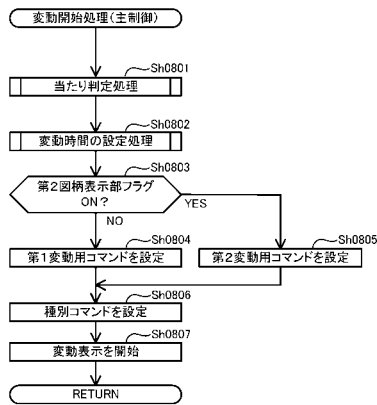 変動開始処理(主制御)
Sh0801
当たり判定処理
Sh0802
変動時間の設定処理
Sh0803
第2図柄表示部フラグ
ON?
YES
NO
Sh0804
第1変動用コマンドを設定
Sh0805
第2変動用コマンドを設定
Sh0806
種別コマンドを設定
Sh0807
変動表示を開始
RETURN